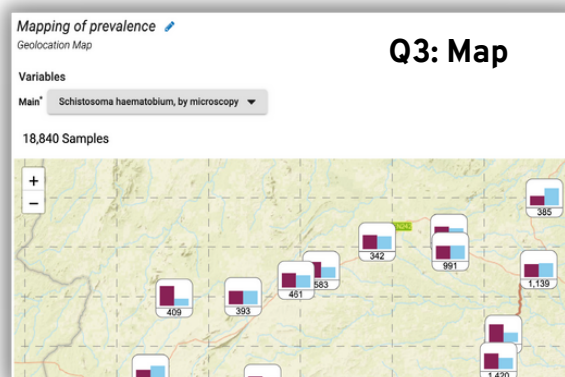 Mapping of prevalence
Geolocation Map
Q3: Map
Variables
Main* Schistosoma haematobium, by microscopy
18,840 Samples
+
−
385
342
991
583
461
1,139
409
393
1,420